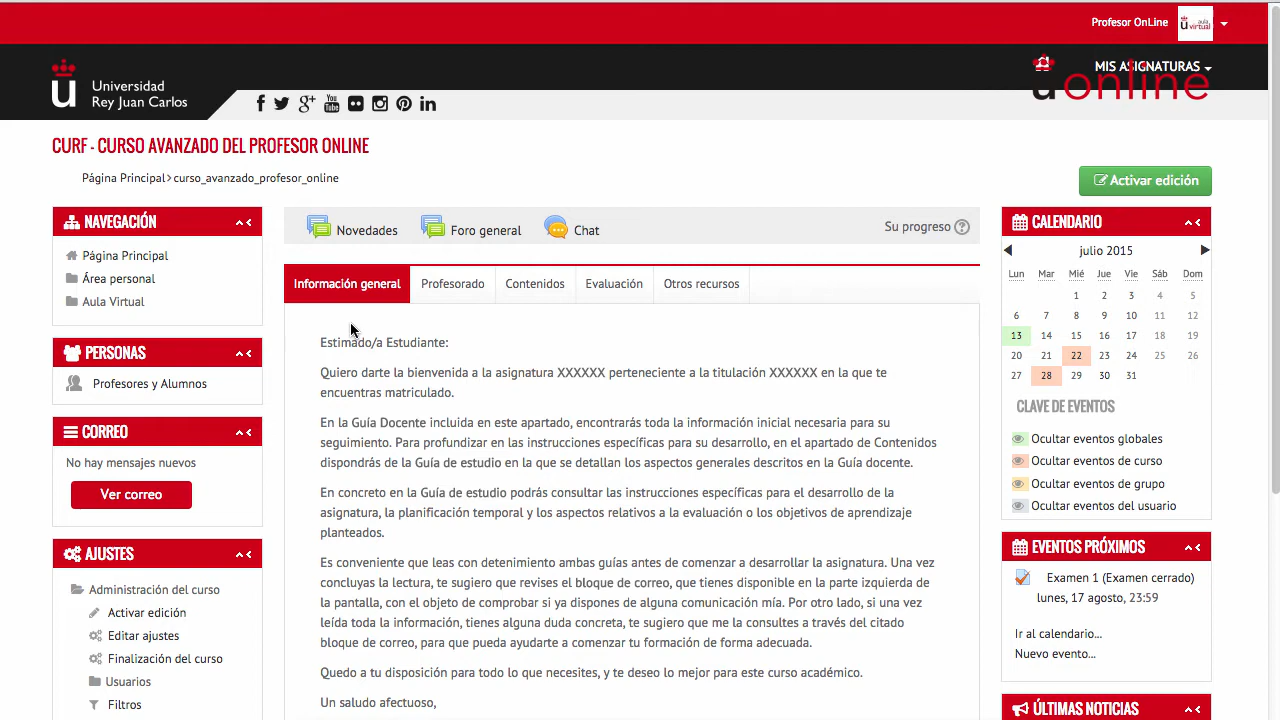 Profesor OnLine
aula virtual
MIS ASIGNATURAS
Universidad
Rey Juan Carlos
online
CURF - CURSO AVANZADO DEL PROFESOR ONLINE
Página Principal > curso_avanzado_profesor_online
Activar edición
NAVEGACIÓN
Página Principal
Área personal
Aula Virtual
PERSONAS
Profesores y Alumnos
CORREO
No hay mensajes nuevos
Ver correo
AJUSTES
Administración del curso
Activar edición
Editar ajustes
Finalización del curso
Usuarios
Filtros
Novedades Foro general Chat Su progreso
Información general Profesorado Contenidos Evaluación Otros recursos
Estimado/a Estudiante:
Quiero darte la bienvenida a la asignatura XXXXXX perteneciente a la titulación XXXXXX en la que te
encuentras matriculado.
En la Guía Docente incluida en este apartado, encontrarás toda la información inicial necesaria para su
seguimiento. Para profundizar en las instrucciones específicas para su desarrollo, en el apartado de Contenidos
dispondrás de la Guía de estudio en la que se detallan los aspectos generales descritos en la Guía docente.
En concreto en la Guía de estudio podrás consultar las instrucciones específicas para el desarrollo de la
asignatura, la planificación temporal y los aspectos relativos a la evaluación o los objetivos de aprendizaje
planteados.
Es conveniente que leas con detenimiento ambas guías antes de comenzar a desarrollar la asignatura. Una vez
concluyas la lectura, te sugiero que revises el bloque de correo, que tienes disponible en la parte izquierda de
la pantalla, con el objeto de comprobar si ya dispones de alguna comunicación mía. Por otro lado, si una vez
leída toda la información, tienes alguna duda concreta, te sugiero que me la consultes a través del citado
bloque de correo, para que pueda ayudarte a comenzar tu formación de forma adecuada.
Quedo a tu disposición para todo lo que necesites, y te deseo lo mejor para este curso académico.
Un saludo afectuoso,
CALENDARIO
julio 2015
Lun Mar Mié Jue Vie Sáb Dom
1 2 3 4 5
6 7 8 9 10 11 12
13 14 15 16 17 18 19
20 21 22 23 24 25 26
27 28 29 30 31
CLAVE DE EVENTOS
Ocultar eventos globales
Ocultar eventos de curso
Ocultar eventos de grupo
Ocultar eventos del usuario
EVENTOS PRÓXIMOS
Examen 1 (Examen cerrado)
lunes, 17 agosto, 23:59
Ir al calendario...
Nuevo evento...
ÚLTIMAS NOTICIAS